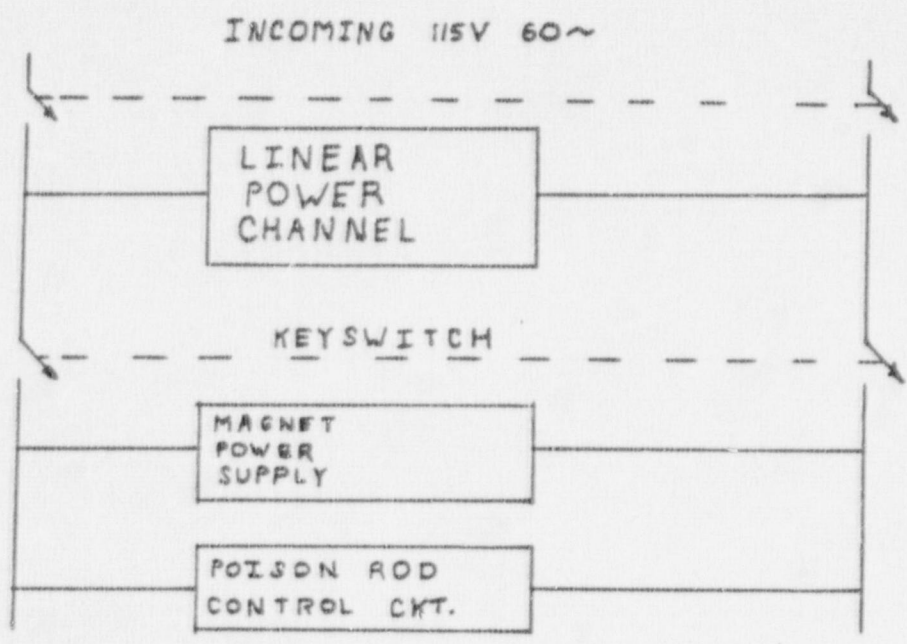 INCOMING 115V 60~
LINEAR
POWER
CHANNEL
KEYSWITCH
MAGNET
POWER
SUPPLY
POISON ROD
CONTROL CKT.